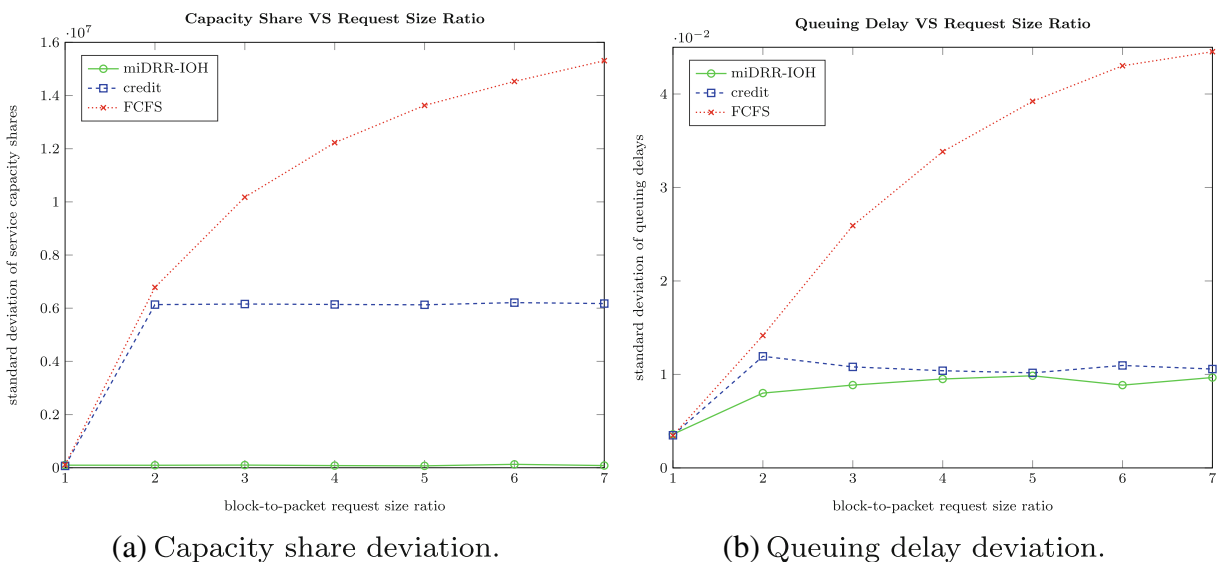 Capacity Share VS Request Size Ratio
·10⁷
1.6
1.4
1.2
1
0.8
0.6
0.4
0.2
0
standard deviation of service capacity shares
miDRR-IOH
credit
FCFS
1 2 3 4 5 6 7
block-to-packet request size ratio
(a) Capacity share deviation.
Queuing Delay VS Request Size Ratio
·10⁻²
4
3
2
1
0
standard deviation of queuing delays
miDRR-IOH
credit
FCFS
1 2 3 4 5 6 7
block-to-packet request size ratio
(b) Queuing delay deviation.